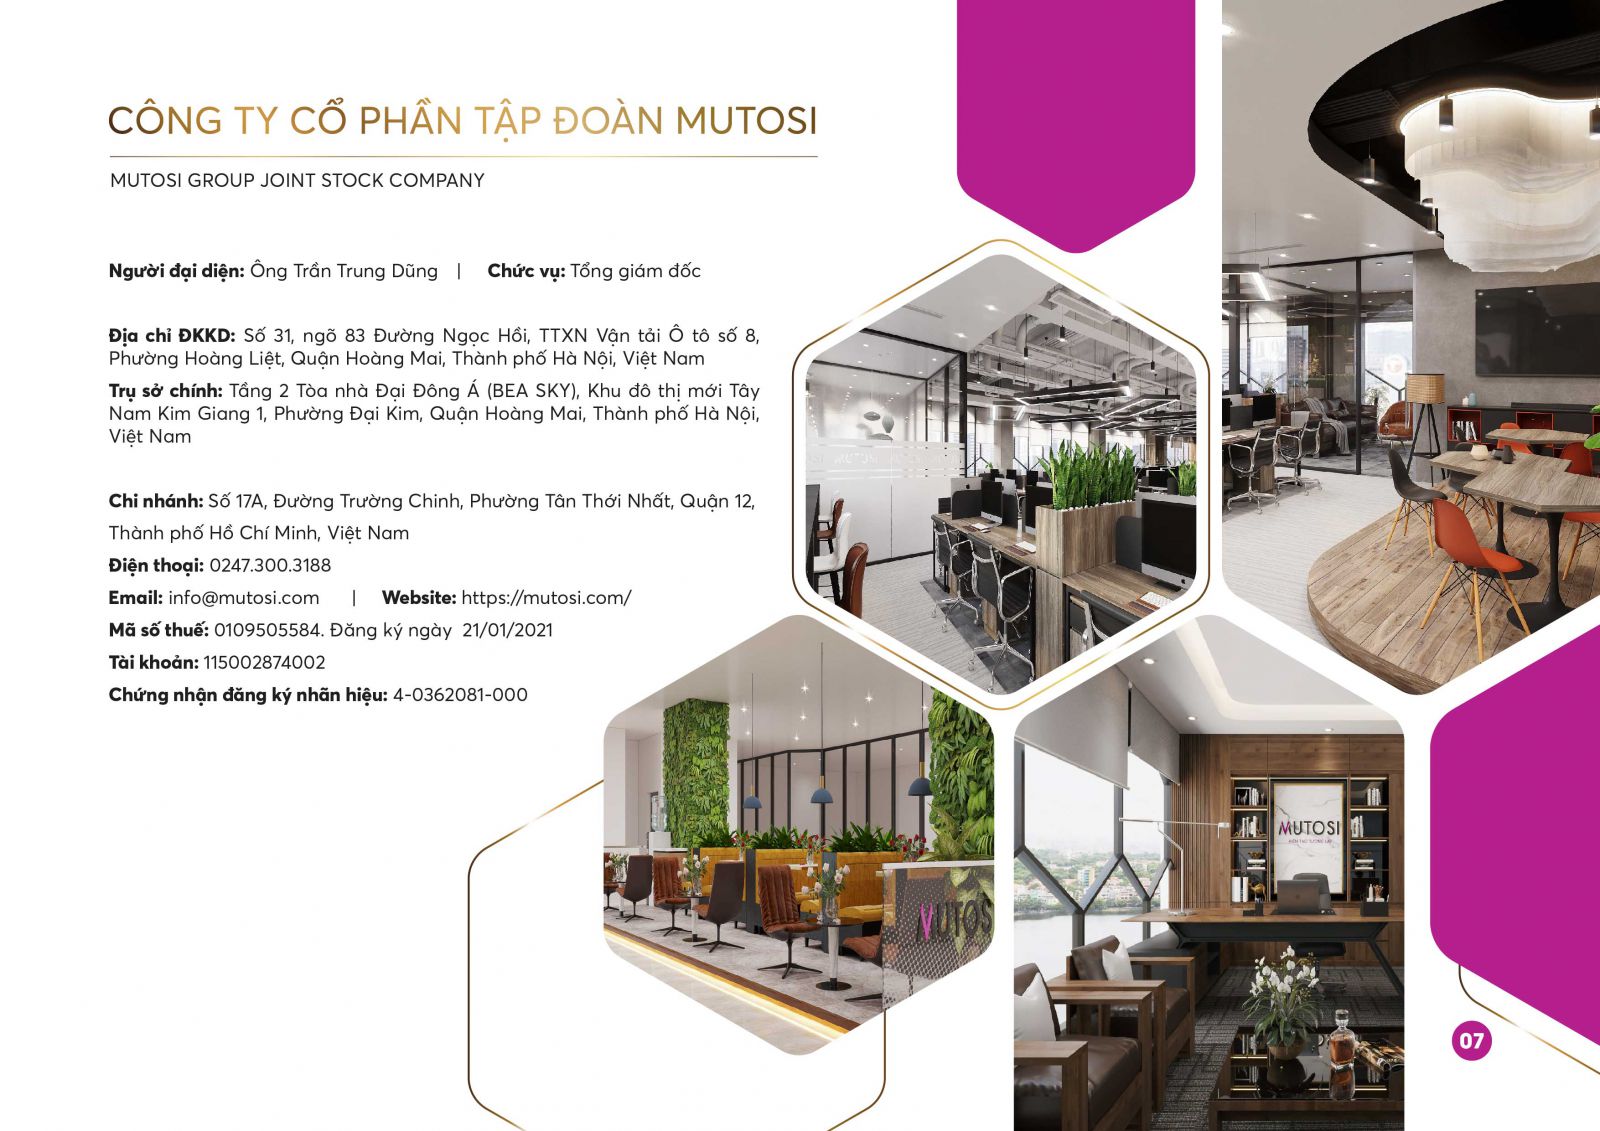 CÔNG TY CỔ PHẦN TẬP ĐOÀN MUTOSI
MUTOSI GROUP JOINT STOCK COMPANY
Người đại diện: Ông Trần Trung Dũng | Chức vụ: Tổng giám đốc
Địa chỉ ĐKKD: Số 31, ngõ 83 Đường Ngọc Hồi, TTXN Vận tải Ô tô số 8,
Phường Hoàng Liệt, Quận Hoàng Mai, Thành phố Hà Nội, Việt Nam
Trụ sở chính: Tầng 2 Tòa nhà Đại Đông Á (BEA SKY), Khu đô thị mới Tây
Nam Kim Giang 1, Phường Đại Kim, Quận Hoàng Mai, Thành phố Hà Nội,
Việt Nam
Chi nhánh: Số 17A, Đường Trường Chinh, Phường Tân Thới Nhất, Quận 12,
Thành phố Hồ Chí Minh, Việt Nam
Điện thoại: 0247.300.3188
Email: info@mutosi.com | Website: https://mutosi.com/
Mã số thuế: 0109505584. Đăng ký ngày 21/01/2021
Tài khoản: 115002874002
Chứng nhận đăng ký nhãn hiệu: 4-0362081-000
MUTOSI
MUTOS
MUTOSI
KIẾN TẠO TƯƠNG LAI
07